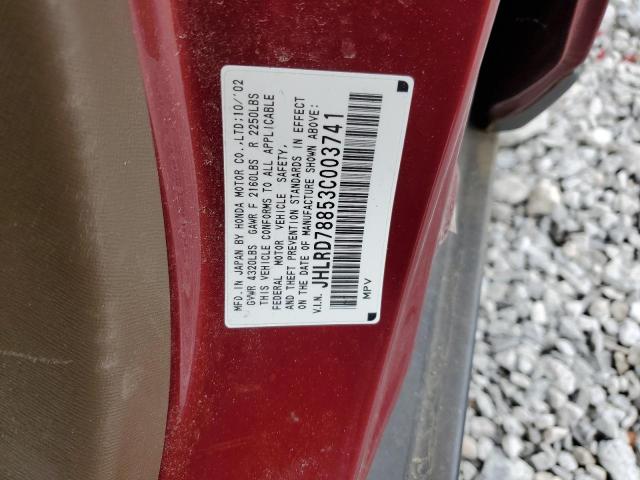 MFD.IN JAPAN BY HONDA MOTOR CO.,LTD;10/'02
GVWR 4320LBS GAWR F 2160LBS R 2250LBS
THIS VEHICLE CONFORMS TO ALL APPLICABLE
FEDERAL MOTOR VEHICLE SAFETY,
AND THEFT PREVENTION STANDARDS IN EFFECT
ON THE DATE OF MANUFACTURE SHOWN ABOVE:
V.I.N. JHLRD78853C003741
MPV